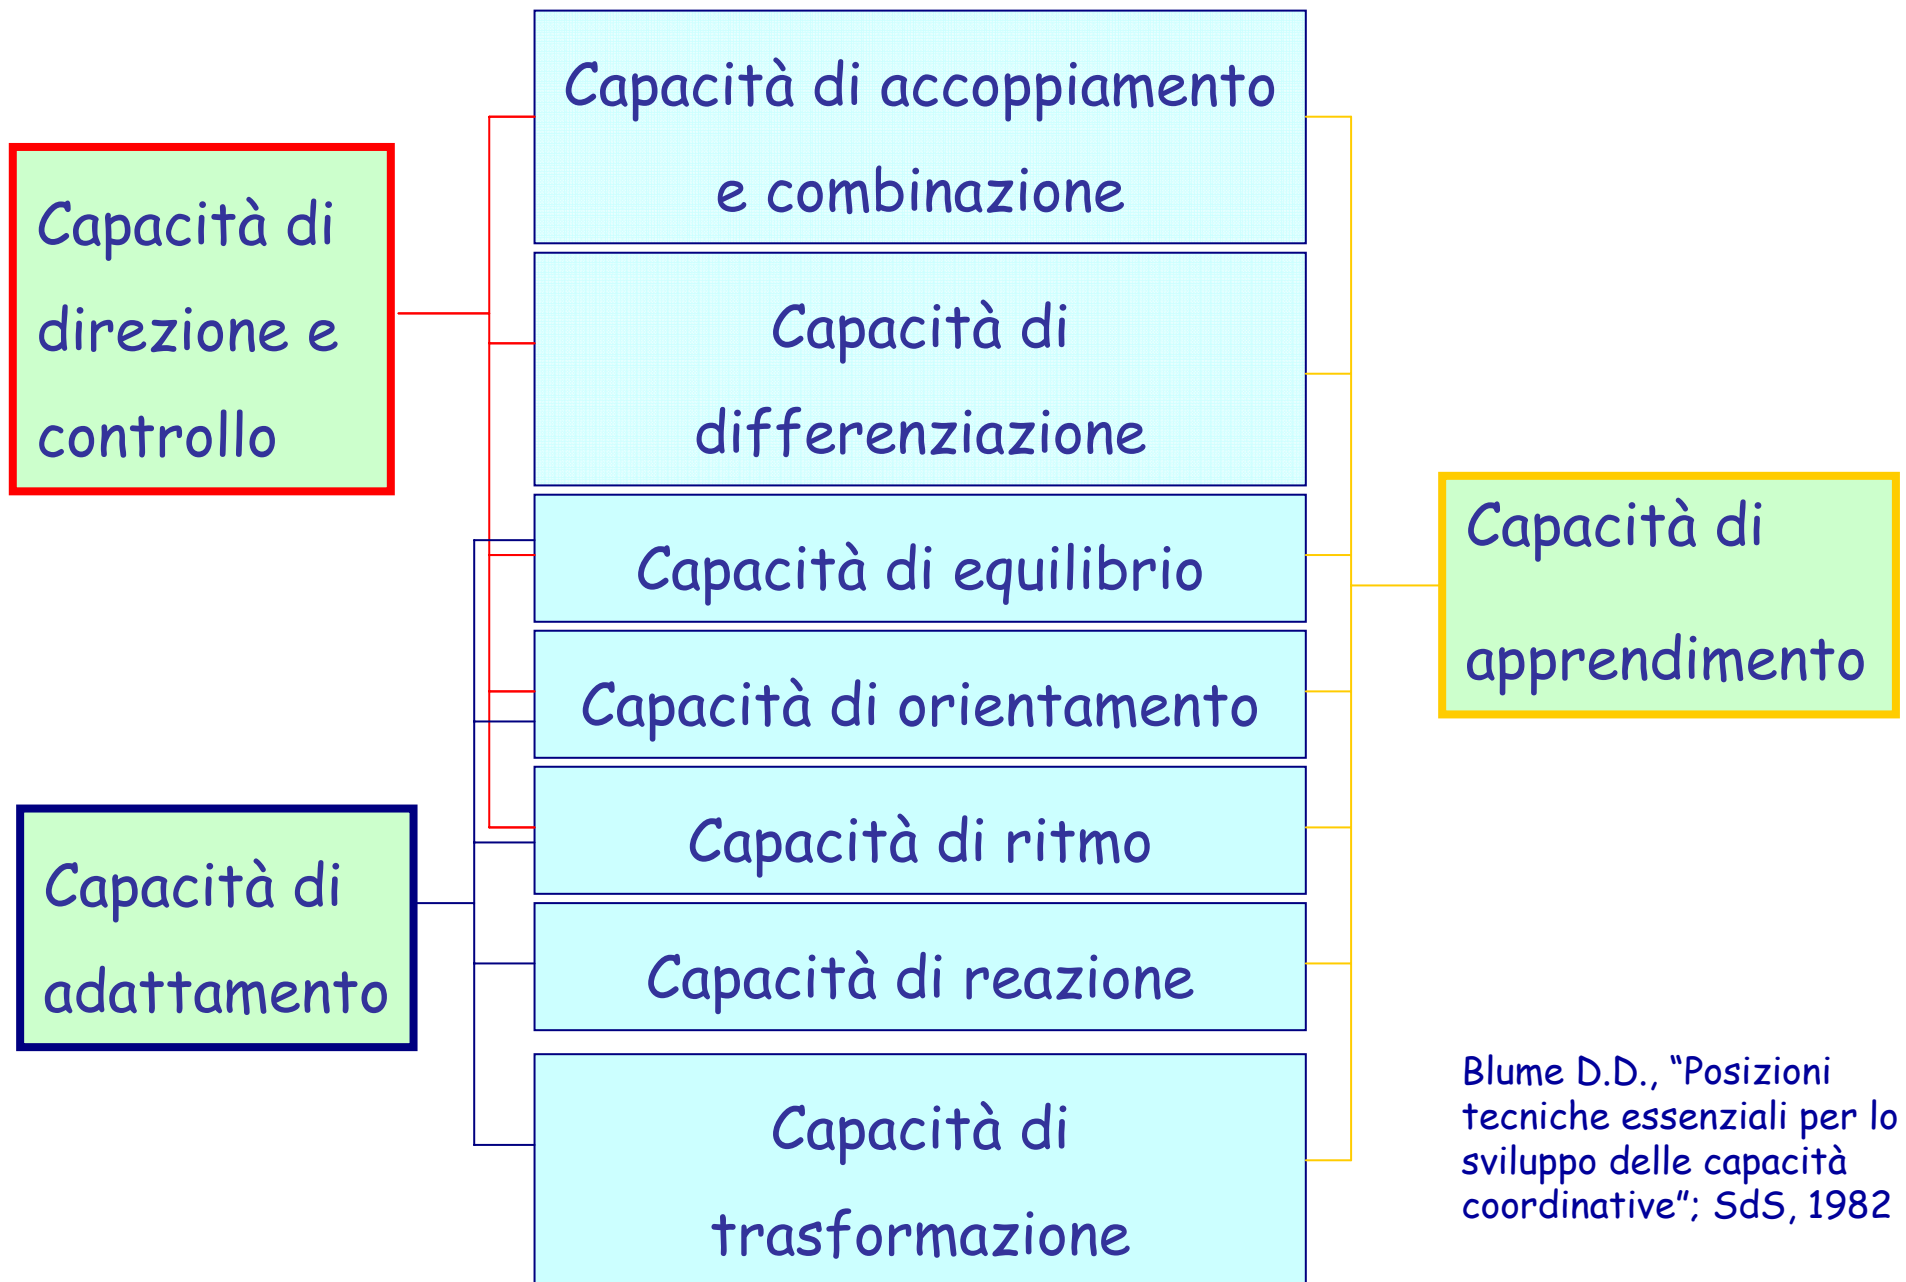 Capacità di
direzione e
controllo
Capacità di
adattamento
Capacità di accoppiamento
e combinazione
Capacità di
differenziazione
Capacità di equilibrio
Capacità di orientamento
Capacità di ritmo
Capacità di reazione
Capacità di
trasformazione
Capacità di
apprendimento
Blume D.D., “Posizioni
tecniche essenziali per lo
sviluppo delle capacità
coordinative”; SdS, 1982